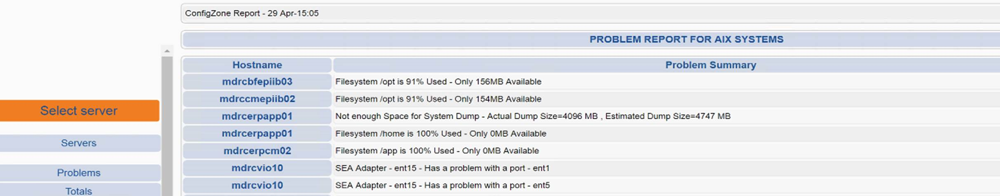 ConfigZone Report - 29 Apr-15:05
PROBLEM REPORT FOR AIX SYSTEMS
Hostname Problem Summary
mdrcbfepiib03 Filesystem /opt is 91% Used - Only 156MB Available
mdrccmepiib02 Filesystem /opt is 91% Used - Only 154MB Available
mdrcerpapp01 Not enough Space for System Dump - Actual Dump Size=4096 MB , Estimated Dump Size=4747 MB
mdrcerpapp01 Filesystem /home is 100% Used - Only 0MB Available
mdrcerpcm02 Filesystem /app is 100% Used - Only 0MB Available
mdrcvio10 SEA Adapter - ent15 - Has a problem with a port - ent1
mdrcvio10 SEA Adapter - ent15 - Has a problem with a port - ent5
Select server
Servers
Problems
Totals